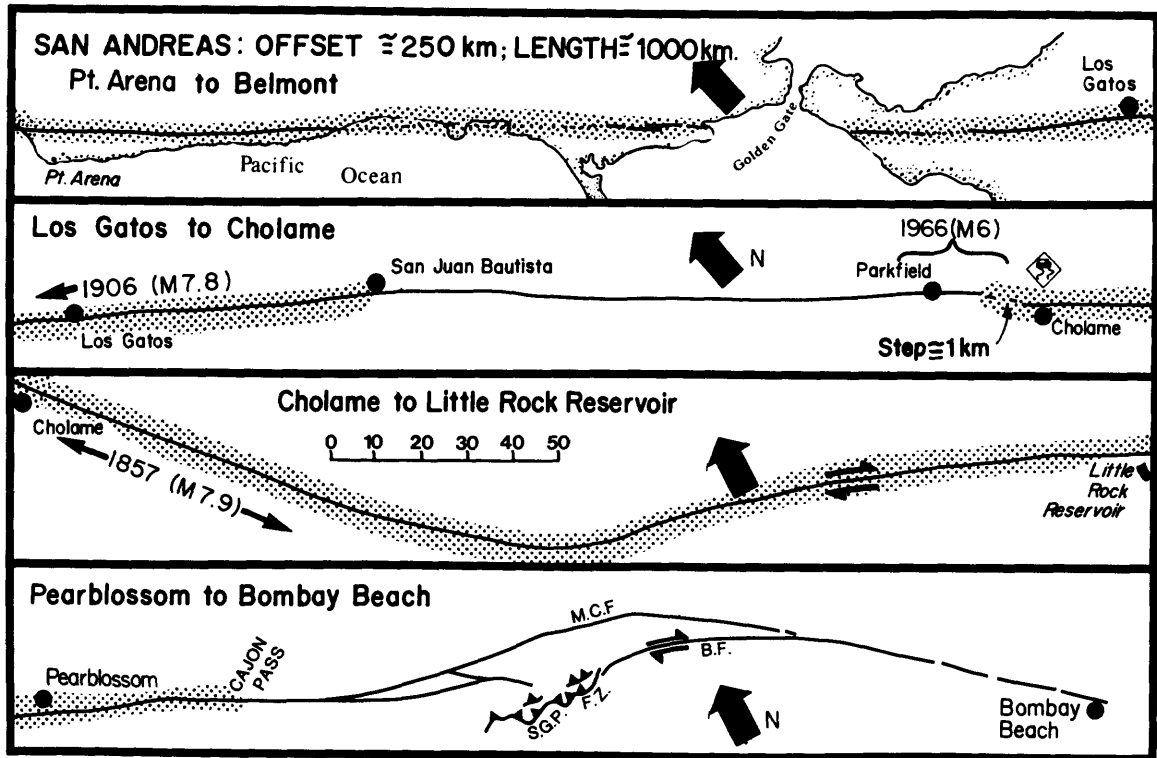 SAN ANDREAS: OFFSET ≅250 km; LENGTH≅1000km.
Pt. Arena to Belmont
Los
Gatos
Golden Gate
Pt. Arena
Pacific
Ocean
Los Gatos to Cholame
1966(M6)
N
San Juan Bautista
Parkfield
1906 (M7.8)
Los Gatos
Cholame
Step≅1km
Cholame to Little Rock Reservoir
0 10 20 30 40 50
Cholame
1857 (M7.9)
Little
Rock
Reservoir
Pearblossom to Bombay Beach
M.C.F
CAJON
PASS
B.F.
Pearblossom
S.G.P. F.Z.
N
Bombay
Beach